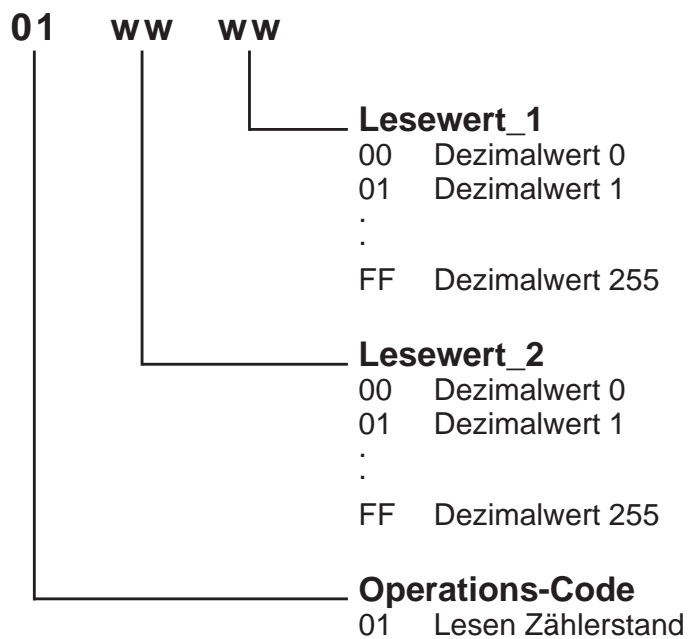 01 ww ww
Lesewert_1
00 Dezimalwert 0
01 Dezimalwert 1
.
.
FF Dezimalwert 255
Lesewert_2
00 Dezimalwert 0
01 Dezimalwert 1
.
.
FF Dezimalwert 255
Operations-Code
01 Lesen Zählerstand